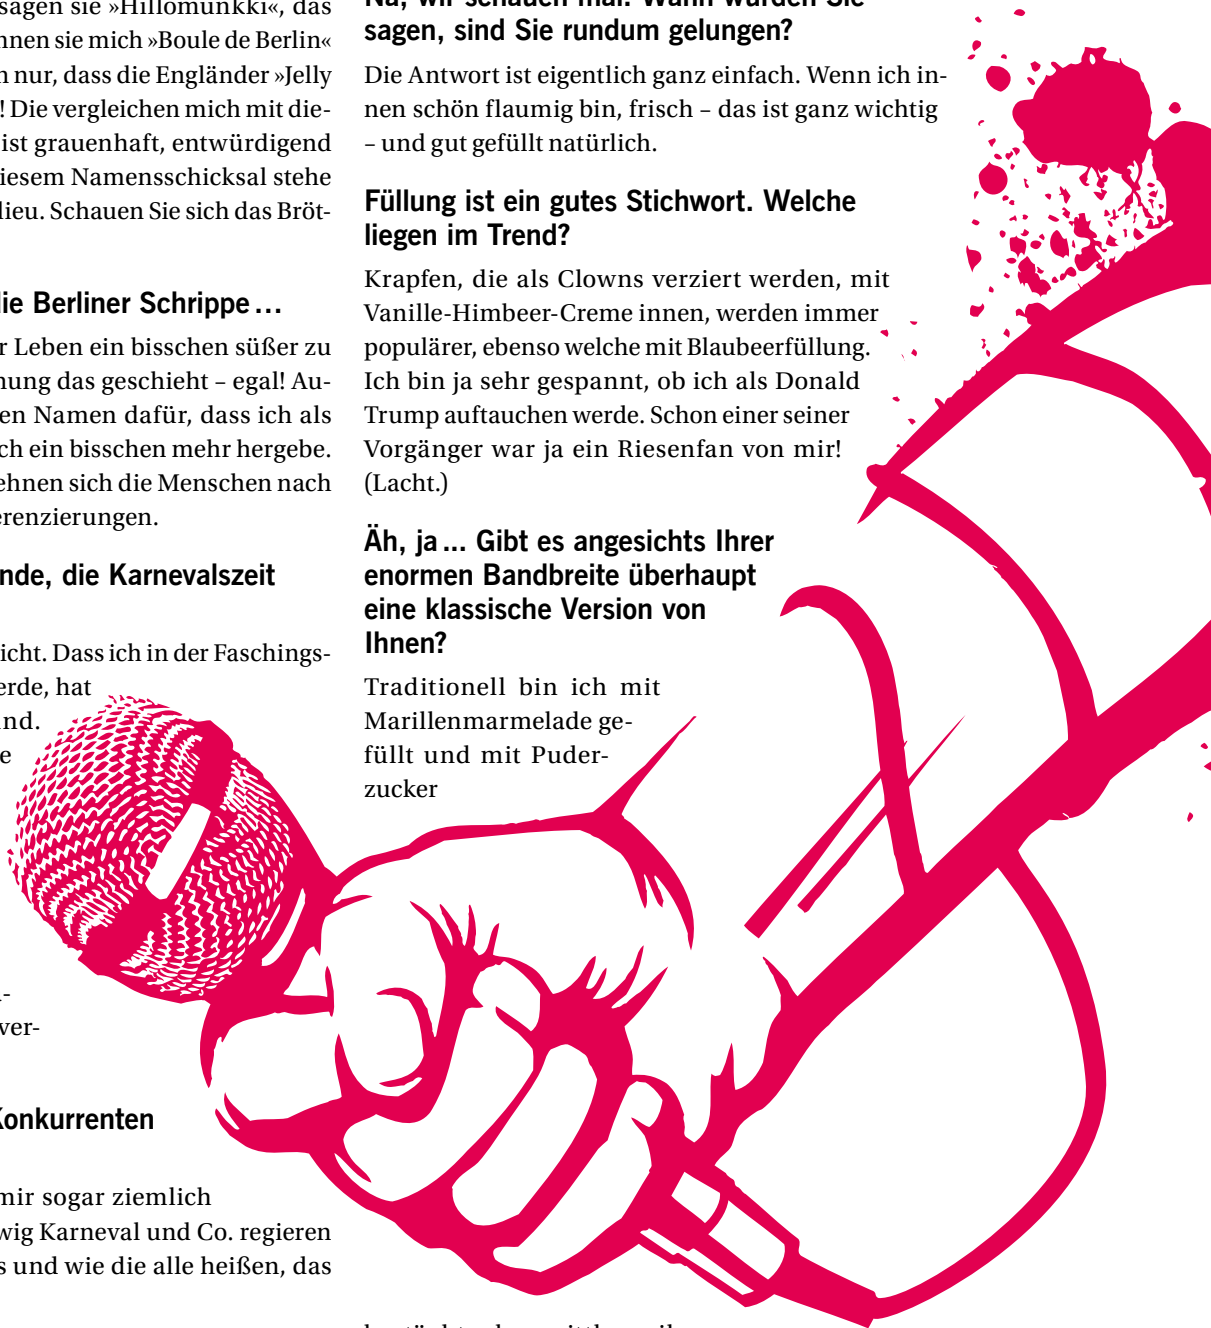 sagen sie »Hillomunkki«, das
nnen sie mich »Boule de Berlin«
nur, dass die Engländer »Jelly
! Die vergleichen mich mit die-
ist grauenhaft, entwürdigend
iesem Namensschicksal stehe
lieu. Schauen Sie sich das Bröt-
lie Berliner Schrippe ...
r Leben ein bisschen süßer zu
nung das geschieht – egal! Au-
en Namen dafür, dass ich als
ch ein bisschen mehr hergebe.
ehnen sich die Menschen nach
erenzierungen.
nde, die Karnevalszeit
icht. Dass ich in der Faschings-
erde, hat
nd.
e
-
ver-
Konkurrenten
mir sogar ziemlich
wig Karneval und Co. regieren
s und wie die alle heißen, das
Na, wir schauen mal! Wann würden Sie
sagen, sind Sie rundum gelungen?
Die Antwort ist eigentlich ganz einfach. Wenn ich in-
nen schön flaumig bin, frisch – das ist ganz wichtig
– und gut gefüllt natürlich.
Füllung ist ein gutes Stichwort. Welche
liegen im Trend?
Krapfen, die als Clowns verziert werden, mit
Vanille-Himbeer-Creme innen, werden immer
populärer, ebenso welche mit Blaubeerfüllung.
Ich bin ja sehr gespannt, ob ich als Donald
Trump auftauchen werde. Schon einer seiner
Vorgänger war ja ein Riesenfan von mir!
(Lacht.)
Äh, ja ... Gibt es angesichts Ihrer
enormen Bandbreite überhaupt
eine klassische Version von
Ihnen?
Traditionell bin ich mit
Marillenmarmelade ge-
füllt und mit Puder-
zucker